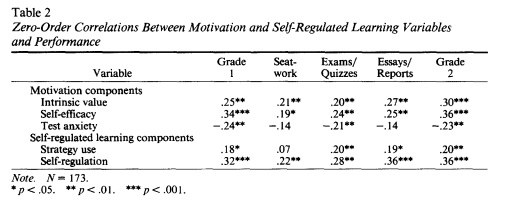 Table 2
Zero-Order Correlations Between Motivation and Self-Regulated Learning Variables
and Performance
Grade Seat- Exams/ Essays/ Grade
Variable 1 work Quizzes Reports 2
Motivation components
Intrinsic value .25** .21** .20** .27** .30***
Self-efficacy .34*** .19* .24** .25** .36***
Test anxiety −.24** −.14 −.21** −.14 −.23**
Self-regulated learning components
Strategy use .18* .07 .20** .19* .20**
Self-regulation .32*** .22** .28** .36*** .36***
Note. N = 173.
* p < .05. ** p < .01. *** p < .001.